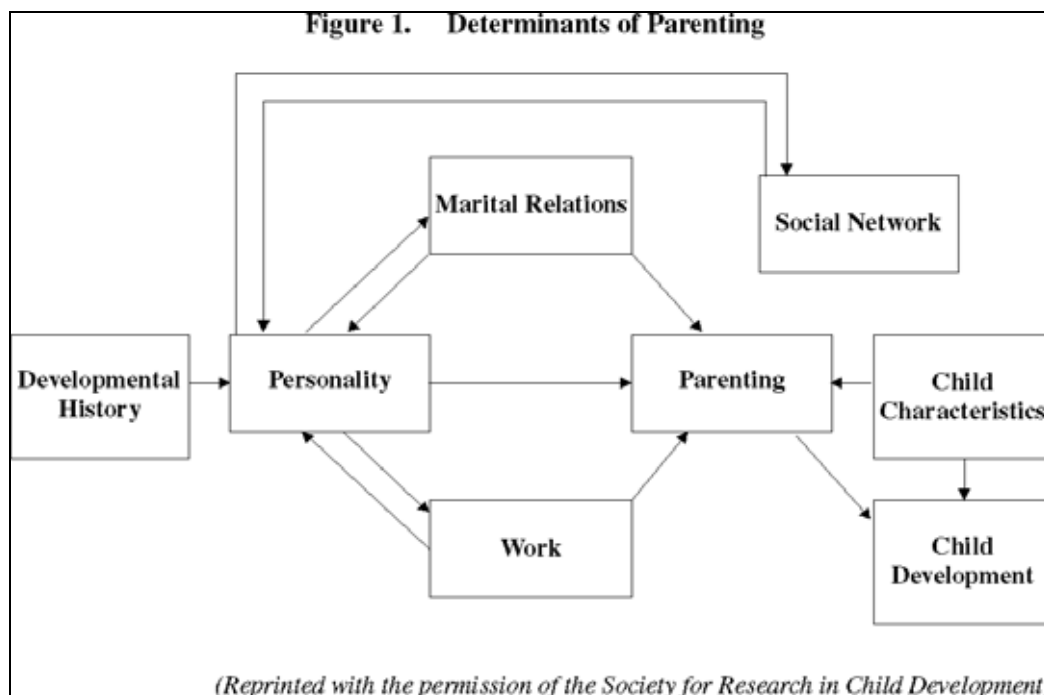 Figure 1. Determinants of Parenting
Marital Relations
Social Network
Developmental
History
Personality
Parenting
Child
Characteristics
Work
Child
Development
(Reprinted with the permission of the Society for Research in Child Development